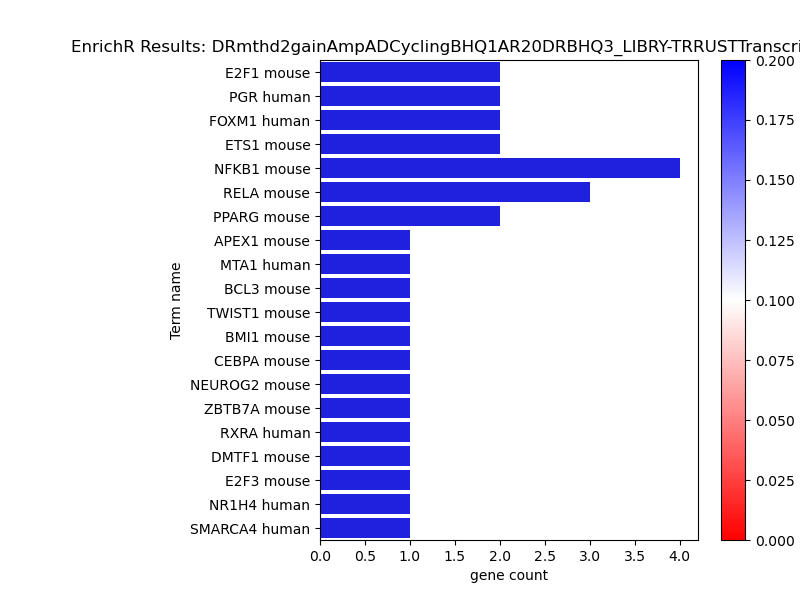 EnrichR Results: DRmthd2gainAmpADCyclingBHQ1AR20DRBHQ3_LIBRY-TRRUSTTranscri
E2F1 mouse
PGR human
FOXM1 human
ETS1 mouse
NFKB1 mouse
RELA mouse
PPARG mouse
APEX1 mouse
MTA1 human
BCL3 mouse
TWIST1 mouse
BMI1 mouse
CEBPA mouse
NEUROG2 mouse
ZBTB7A mouse
RXRA human
DMTF1 mouse
E2F3 mouse
NR1H4 human
SMARCA4 human
Term name
0.0 0.5 1.0 1.5 2.0 2.5 3.0 3.5 4.0
gene count
0.200
0.175
0.150
0.125
0.100
0.075
0.050
0.025
0.000